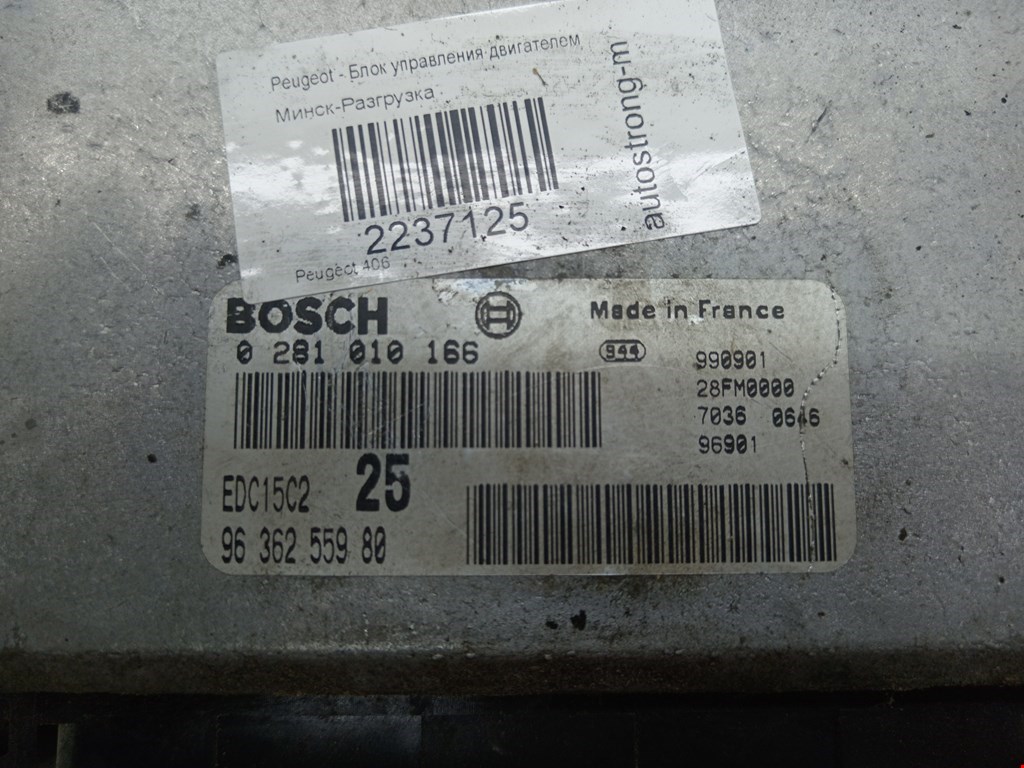 Peugeot - Блок управления двигателем
Минск-Разгрузка
2237125
Peugeot 406
autostrong-m
BOSCH
Made in France
0 281 010 166
944
990901
28FM0000
7036 0646
96901
EDC15C2 25
96 362 559 80